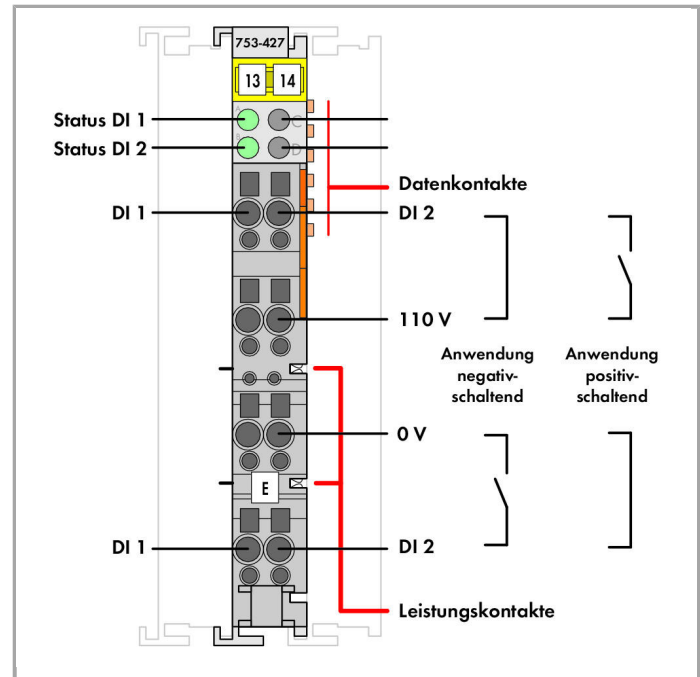 753-427
13 14
A C
Status DI 1
Status DI 2
D
Datenkontakte
DI 1
DI 2
110 V
Anwendung
negativ-
schaltend
Anwendung
positiv-
schaltend
0 V
E
DI 1
DI 2
Leistungskontakte